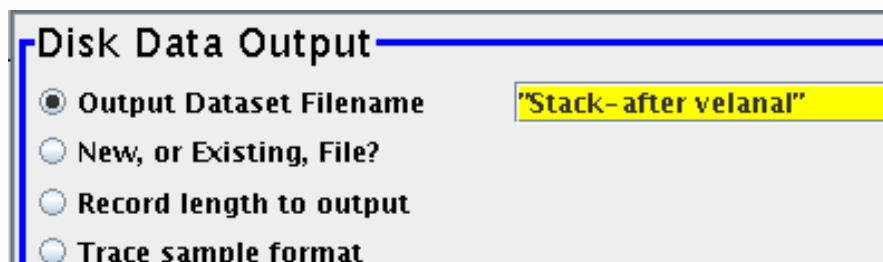 Disk Data Output
Output Dataset Filename "Stack-after velanal"
New, or Existing, File?
Record length to output
Trace sample format